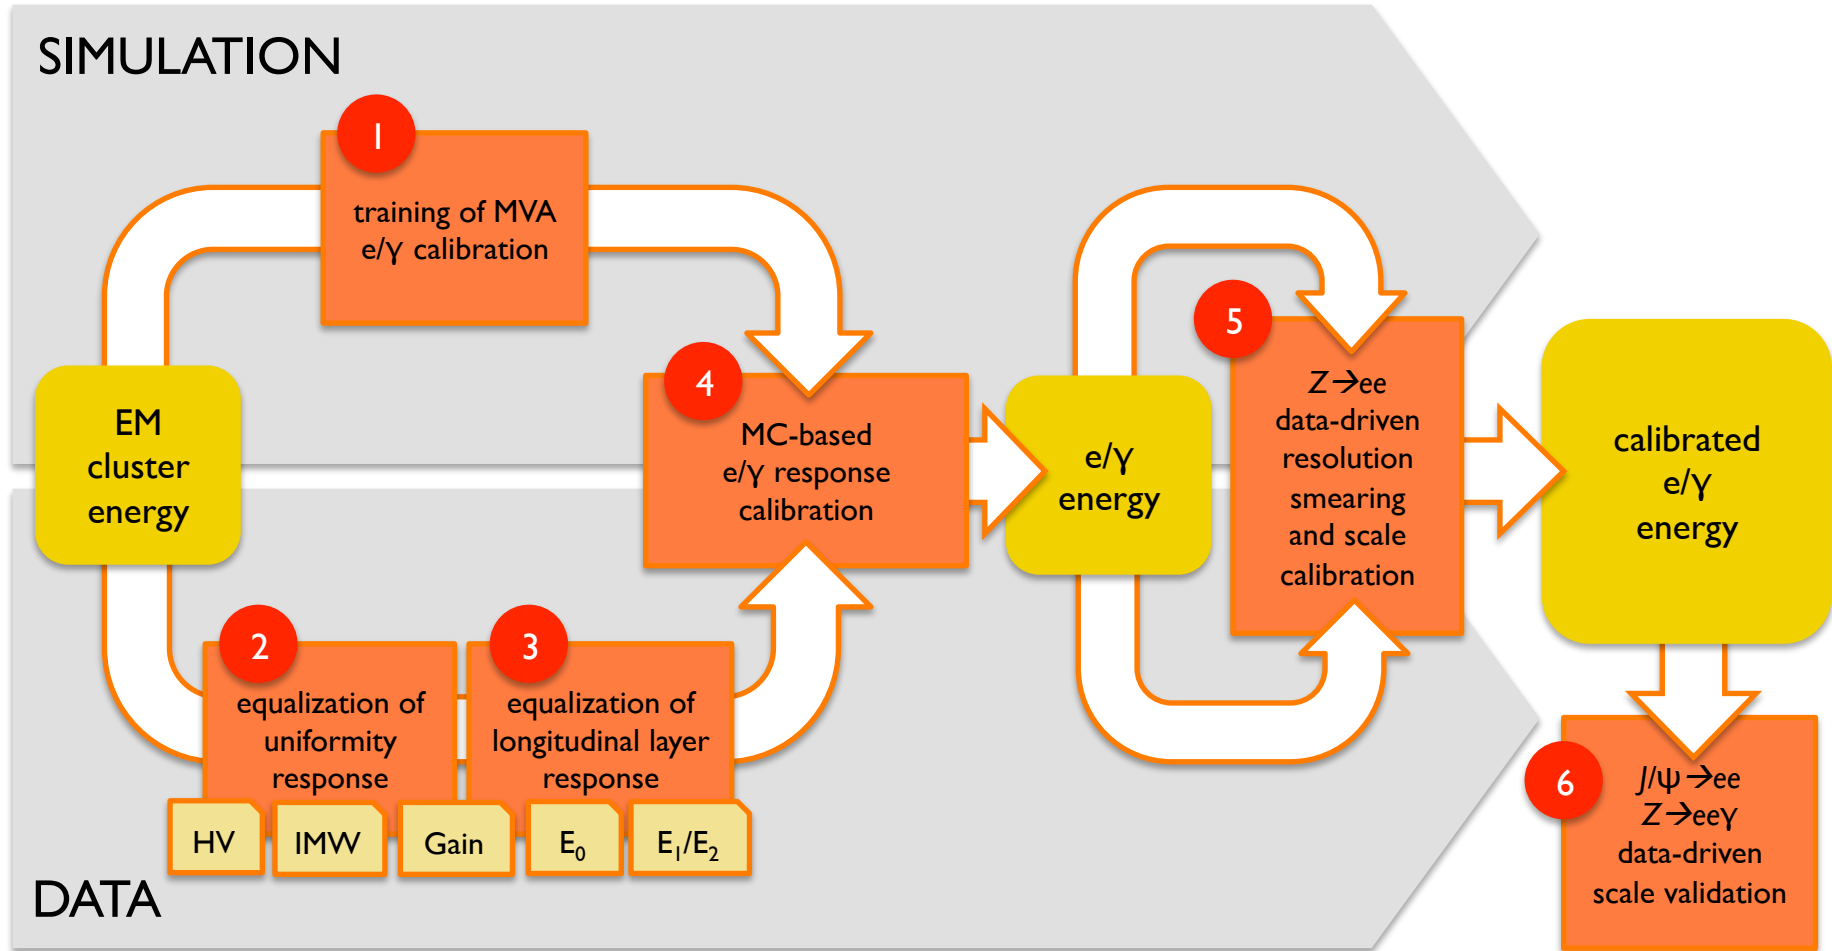 SIMULATION
1
training of MVA
e/γ calibration
EM
cluster
energy
2
equalization of
uniformity
response
HV
IMW
Gain
3
equalization of
longitudinal layer
response
E₀
E₁/E₂
4
MC-based
e/γ response
calibration
e/γ
energy
5
Z→ee
data-driven
resolution
smearing
and scale
calibration
calibrated
e/γ
energy
6
J/ψ→ee
Z→eeγ
data-driven
scale validation
DATA